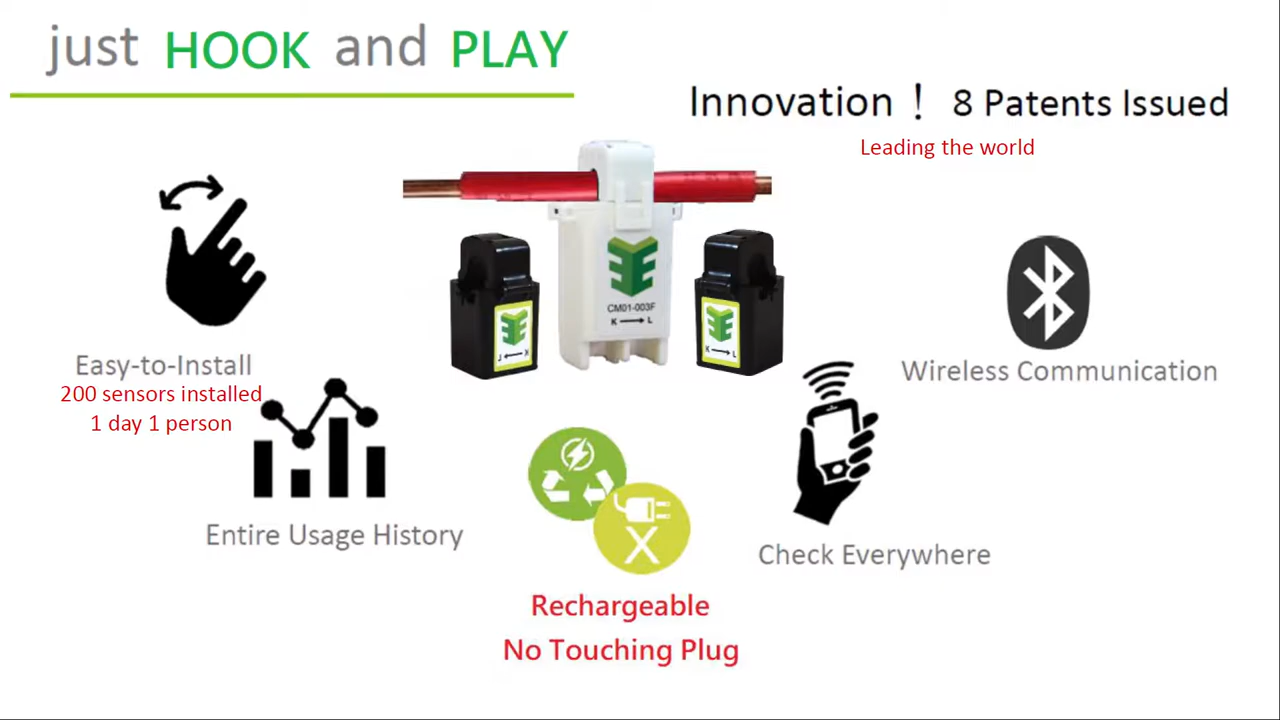 just HOOK and PLAY
Innovation！ 8 Patents Issued
Leading the world
CM01-003F
K → L
J ← K
K → L
Easy-to-Install
200 sensors installed
1 day 1 person
Wireless Communication
Entire Usage History
Check Everywhere
X
Rechargeable
No Touching Plug